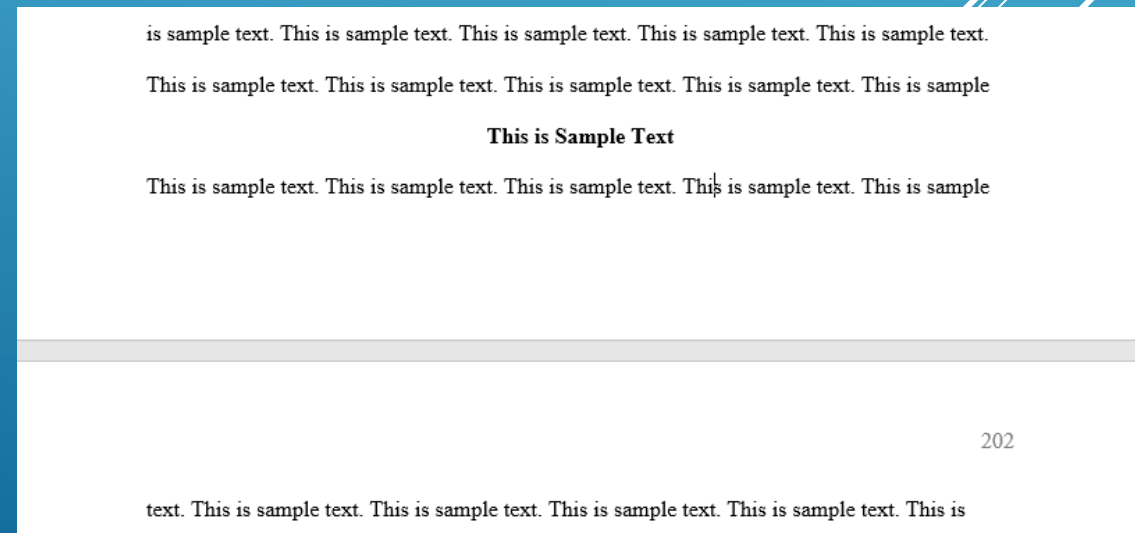 is sample text. This is sample text. This is sample text. This is sample text. This is sample text.
This is sample text. This is sample text. This is sample text. This is sample text. This is sample
This is Sample Text
This is sample text. This is sample text. This is sample text. This is sample text. This is sample
202
text. This is sample text. This is sample text. This is sample text. This is sample text. This is